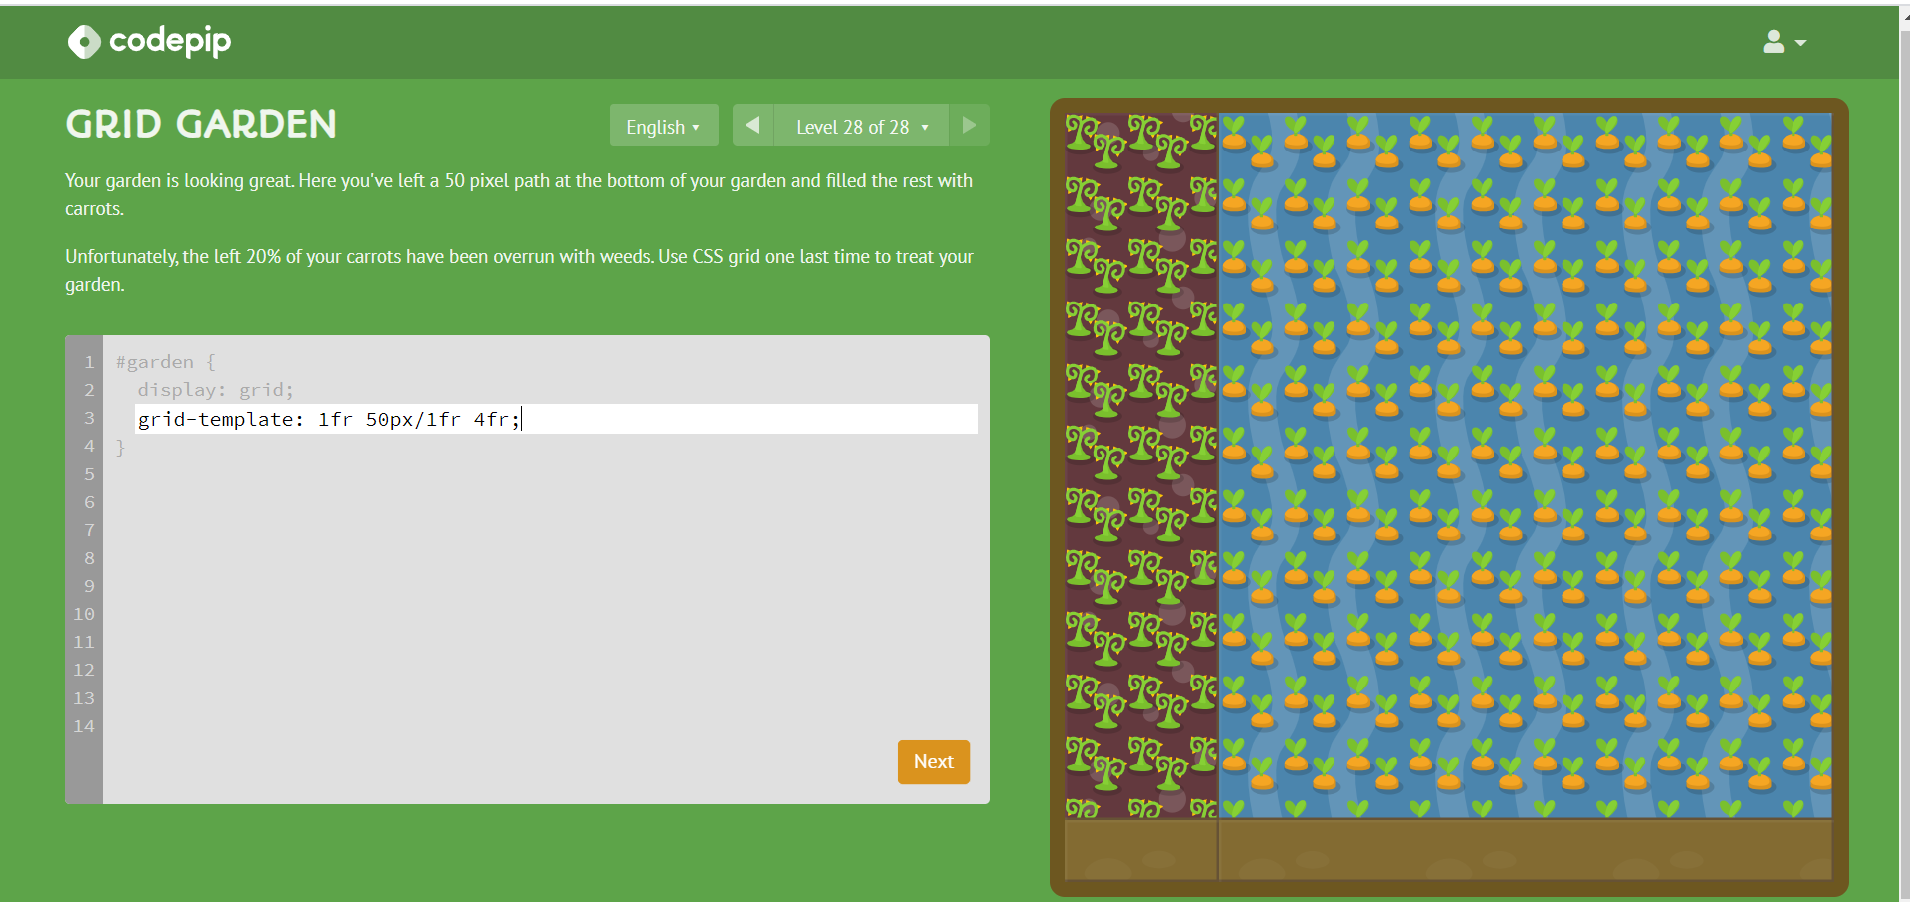 codepip
GRID GARDEN
English ▾
Level 28 of 28 ▾
Your garden is looking great. Here you've left a 50 pixel path at the bottom of your garden and filled the rest with
carrots.
Unfortunately, the left 20% of your carrots have been overrun with weeds. Use CSS grid one last time to treat your
garden.
1 #garden {
2 display: grid;
3 grid-template: 1fr 50px/1fr 4fr;
4 }
5
6
7
8
9
10
11
12
13
14
Next